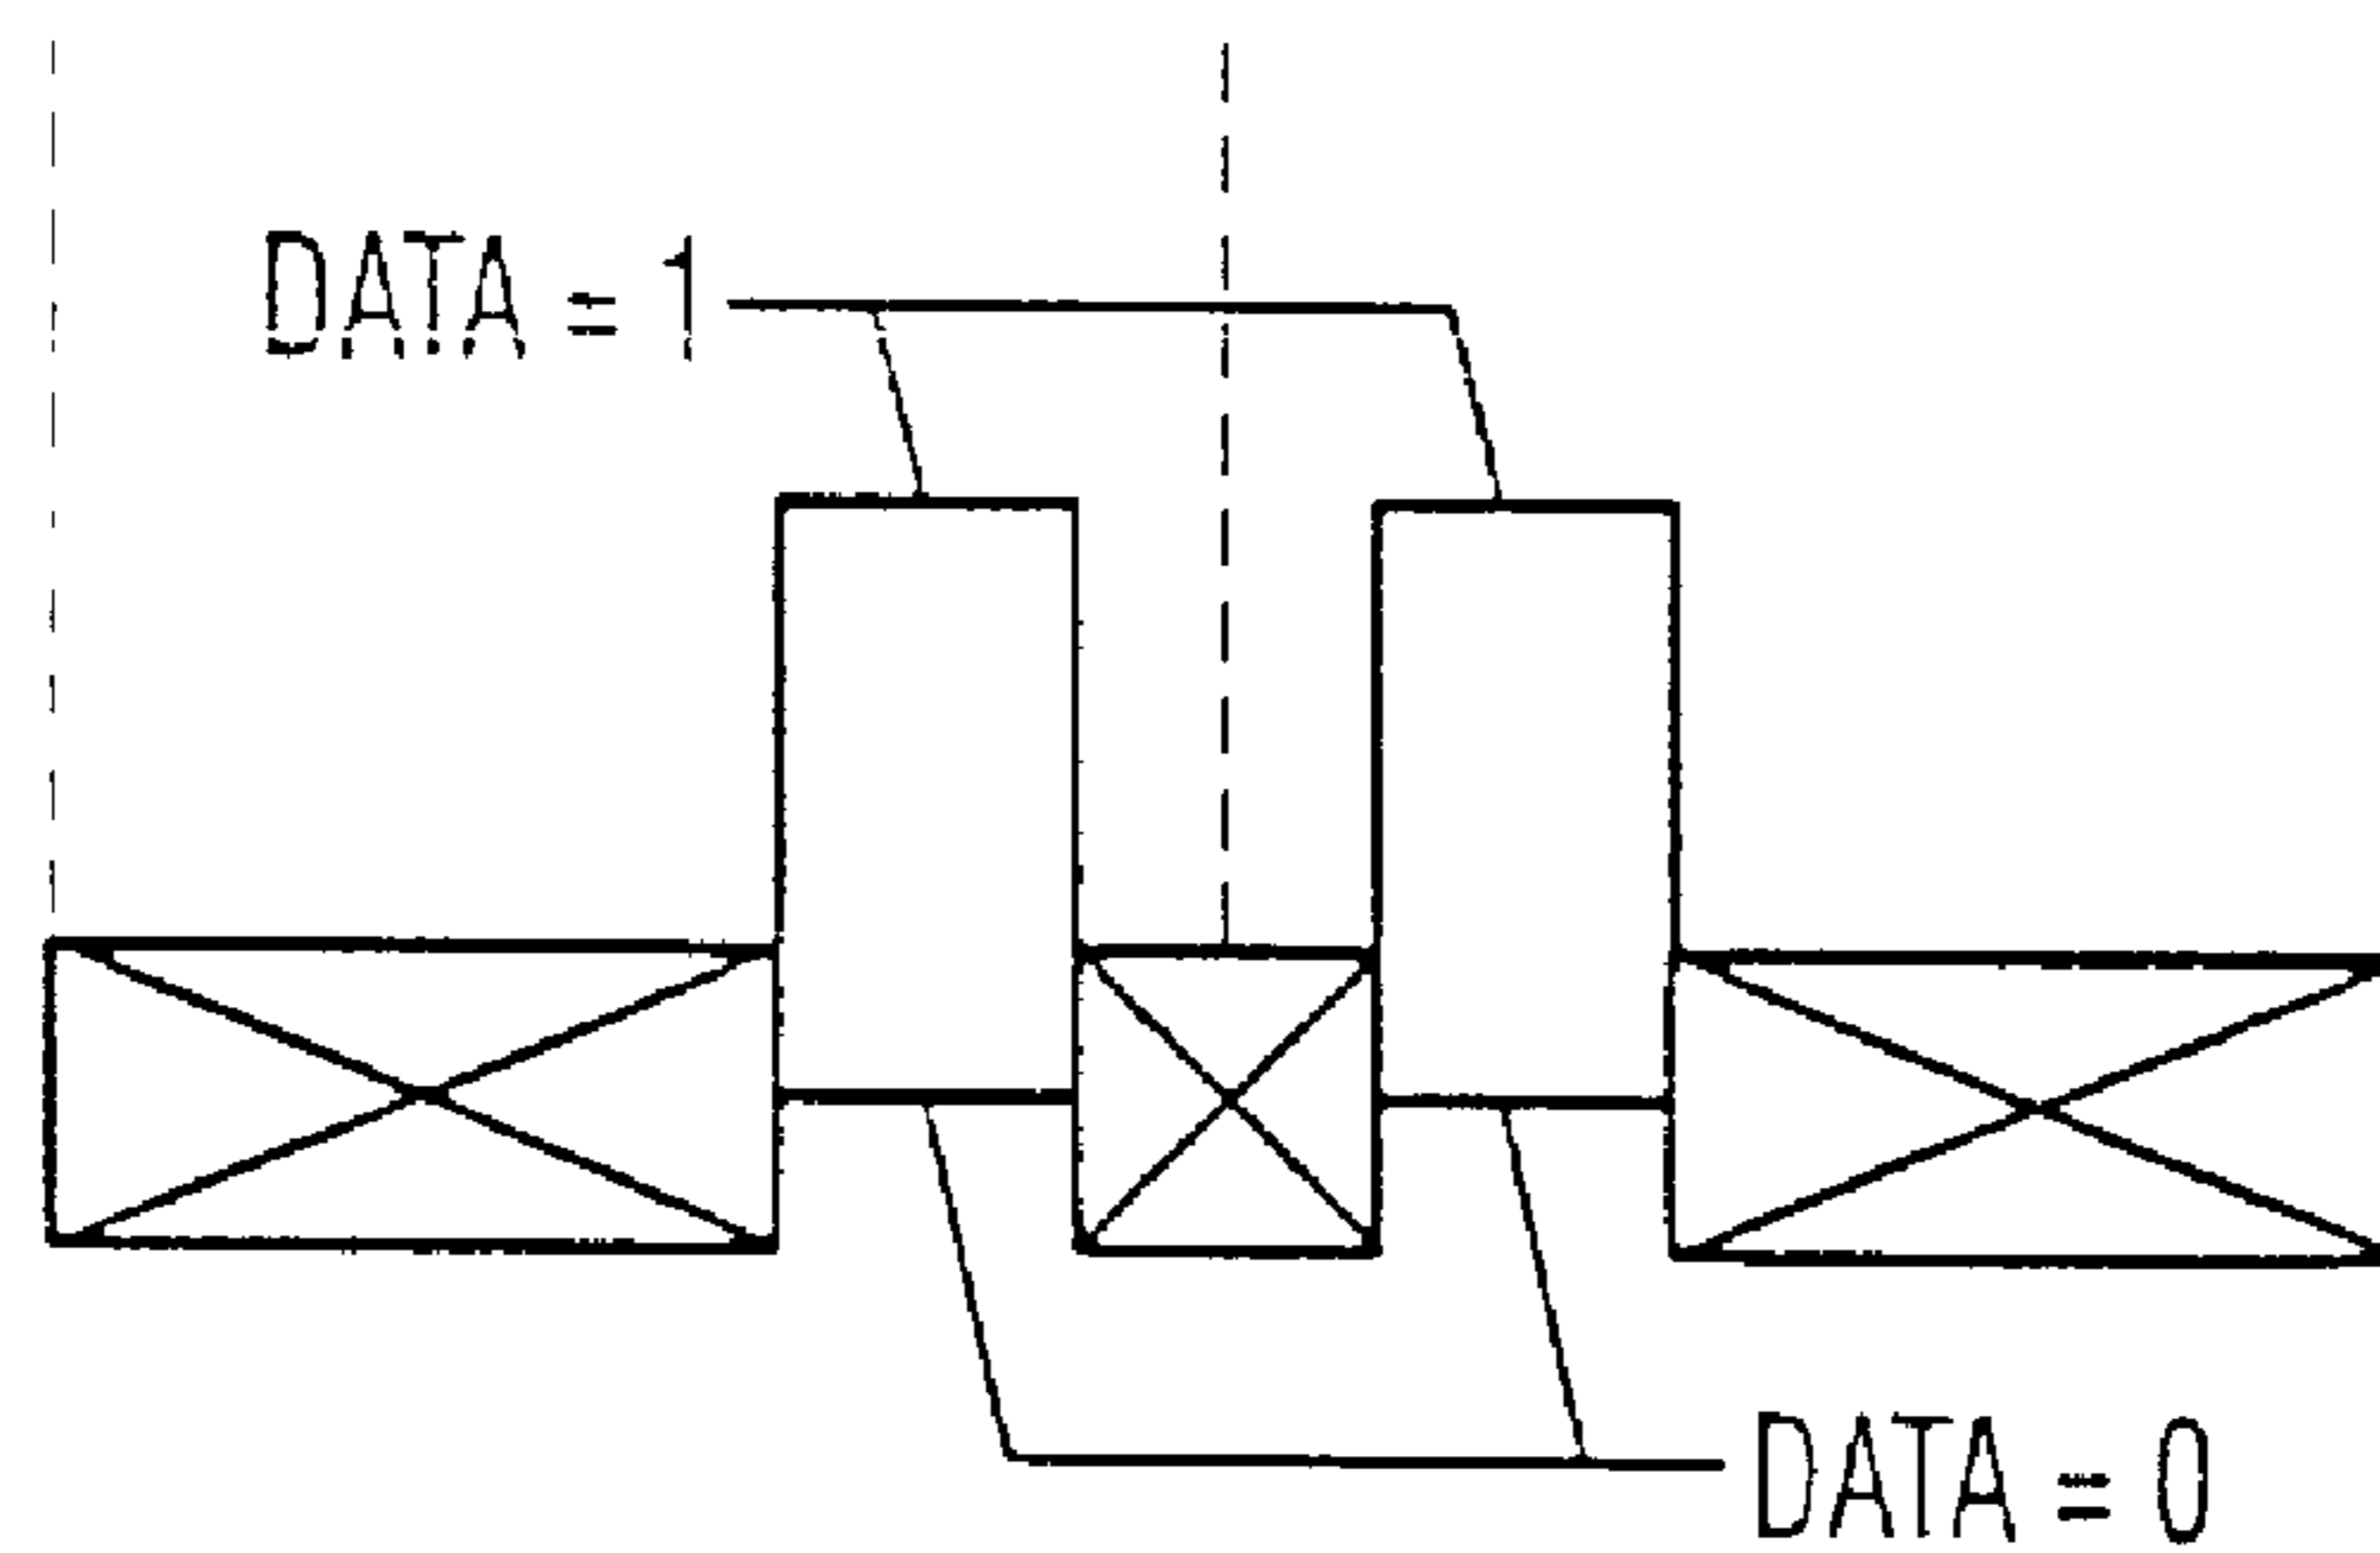 DATA = 1
DATA = 0